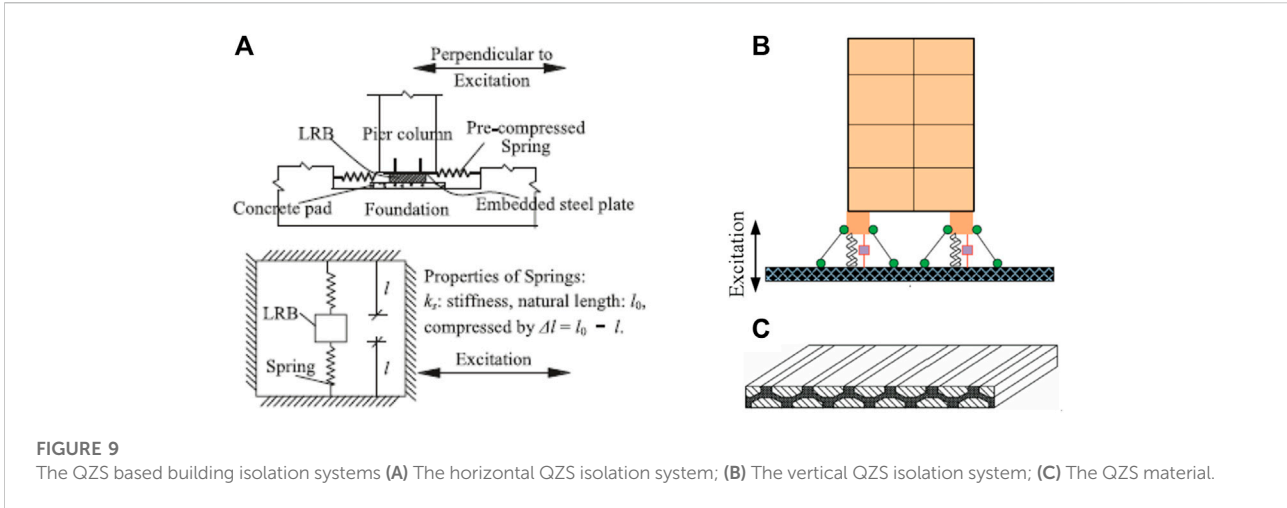 A
Perpendicular to
Excitation
LRB
Pier column
Pre-compressed
Spring
Concrete pad
Foundation
Embedded steel plate
l
LRB
Spring
l
Properties of Springs:
kₛ: stiffness, natural length: l₀,
compressed by Δl = l₀ − l.
Excitation
B
Excitation
C
FIGURE 9
The QZS based building isolation systems (A) The horizontal QZS isolation system; (B) The vertical QZS isolation system; (C) The QZS material.